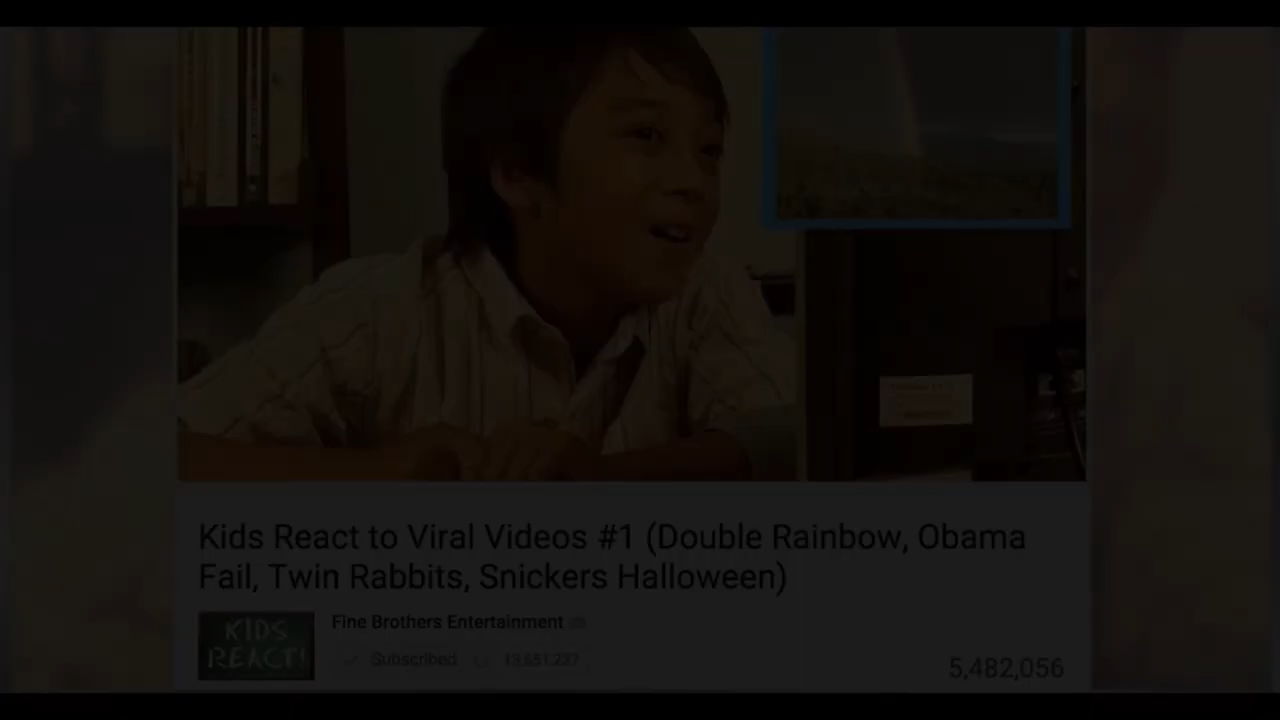 Kids React to Viral Videos #1 (Double Rainbow, Obama
Fail, Twin Rabbits, Snickers Halloween)
KIDS
REACT!
Fine Brothers Entertainment
Subscribed
5,482,056